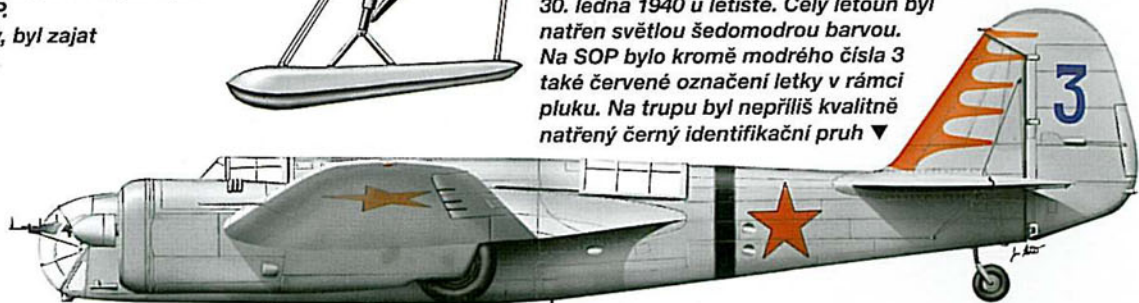 P.
, byl zajat
30. ledna 1940 u letiště. Celý letoun byl
natřen světlou šedomodrou barvou.
Na SOP bylo kromě modrého čísla 3
také červené označení letky v rámci
pluku. Na trupu byl nepříliš kvalitně
natřený černý identifikační pruh ▼
3